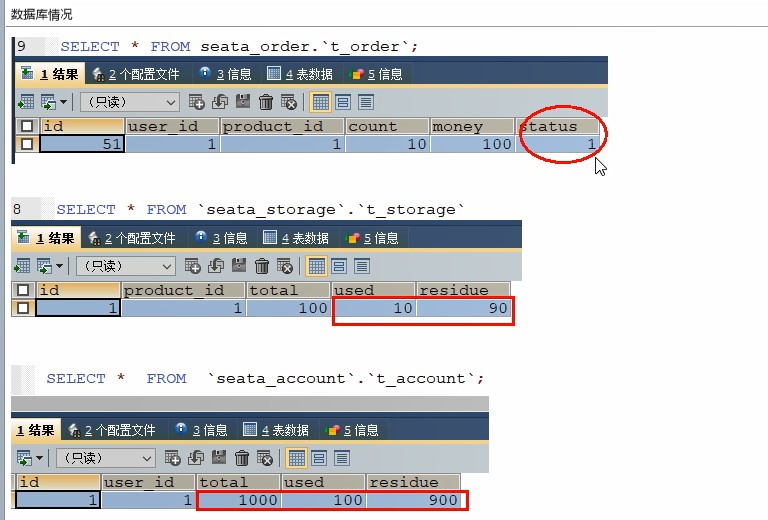 数据库情况
9 SELECT * FROM seata_order.`t_order`;
1 结果 2 个配置文件 3 信息 4 表数据 5 信息
(只读)
id user_id product_id count money status
51 1 1 10 100 1
8 SELECT * FROM `seata_storage`.`t_storage`
1 结果 2 个配置文件 3 信息 4 表数据 5 信息
(只读)
id product_id total used residue
1 1 100 10 90
SELECT * FROM `seata_account`.`t_account`;
1 结果 2 个配置文件 3 信息 4 表数据 5 信息
(只读)
id user_id total used residue
1 1 1000 100 900